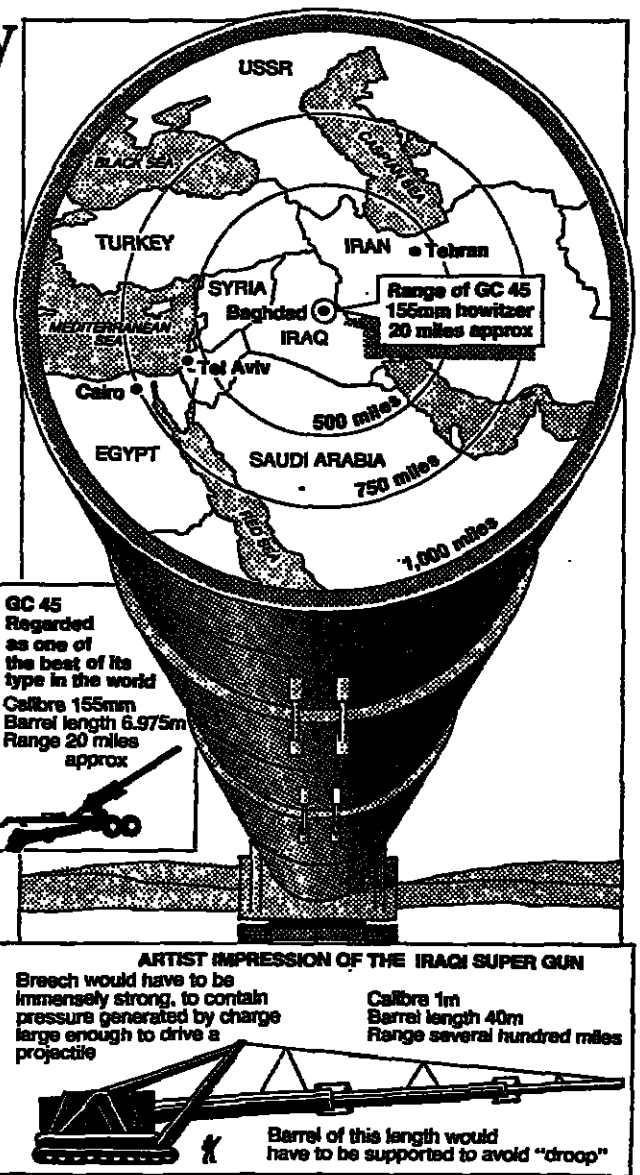 y
USSR
CASPIAN SEA
BLACK SEA
TURKEY
IRAN
Tehran
SYRIA
Range of GC 45
155mm howitzer
20 miles approx
Baghdad
IRAQ
MEDITERRANEAN
SEA
Tel Aviv
Cairo
500 miles
EGYPT
SAUDI ARABIA
750 miles
RED SEA
1,000 miles
GC 45
Regarded
as one of
the best of its
type in the world
Calibre 155mm
Barrel length 6.975m
Range 20 miles
approx
ARTIST IMPRESSION OF THE IRAQI SUPER GUN
Breech would have to be
immensely strong, to contain
pressure generated by charge
large enough to drive a
projectile
Calibre 1m
Barrel length 40m
Range several hundred miles
Barrel of this length would
have to be supported to avoid "droop"